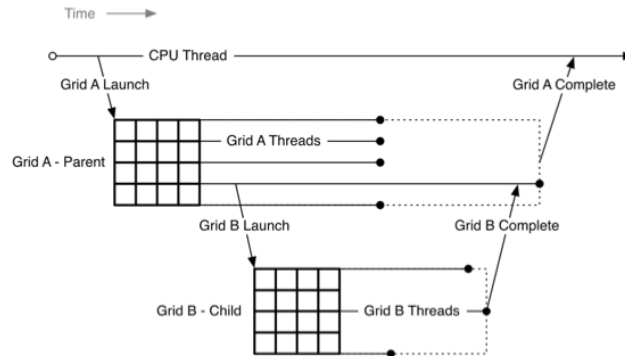 Time
CPU Thread
Grid A Launch
Grid A Complete
Grid A Threads
Grid A - Parent
Grid B Launch
Grid B Complete
Grid B - Child
Grid B Threads